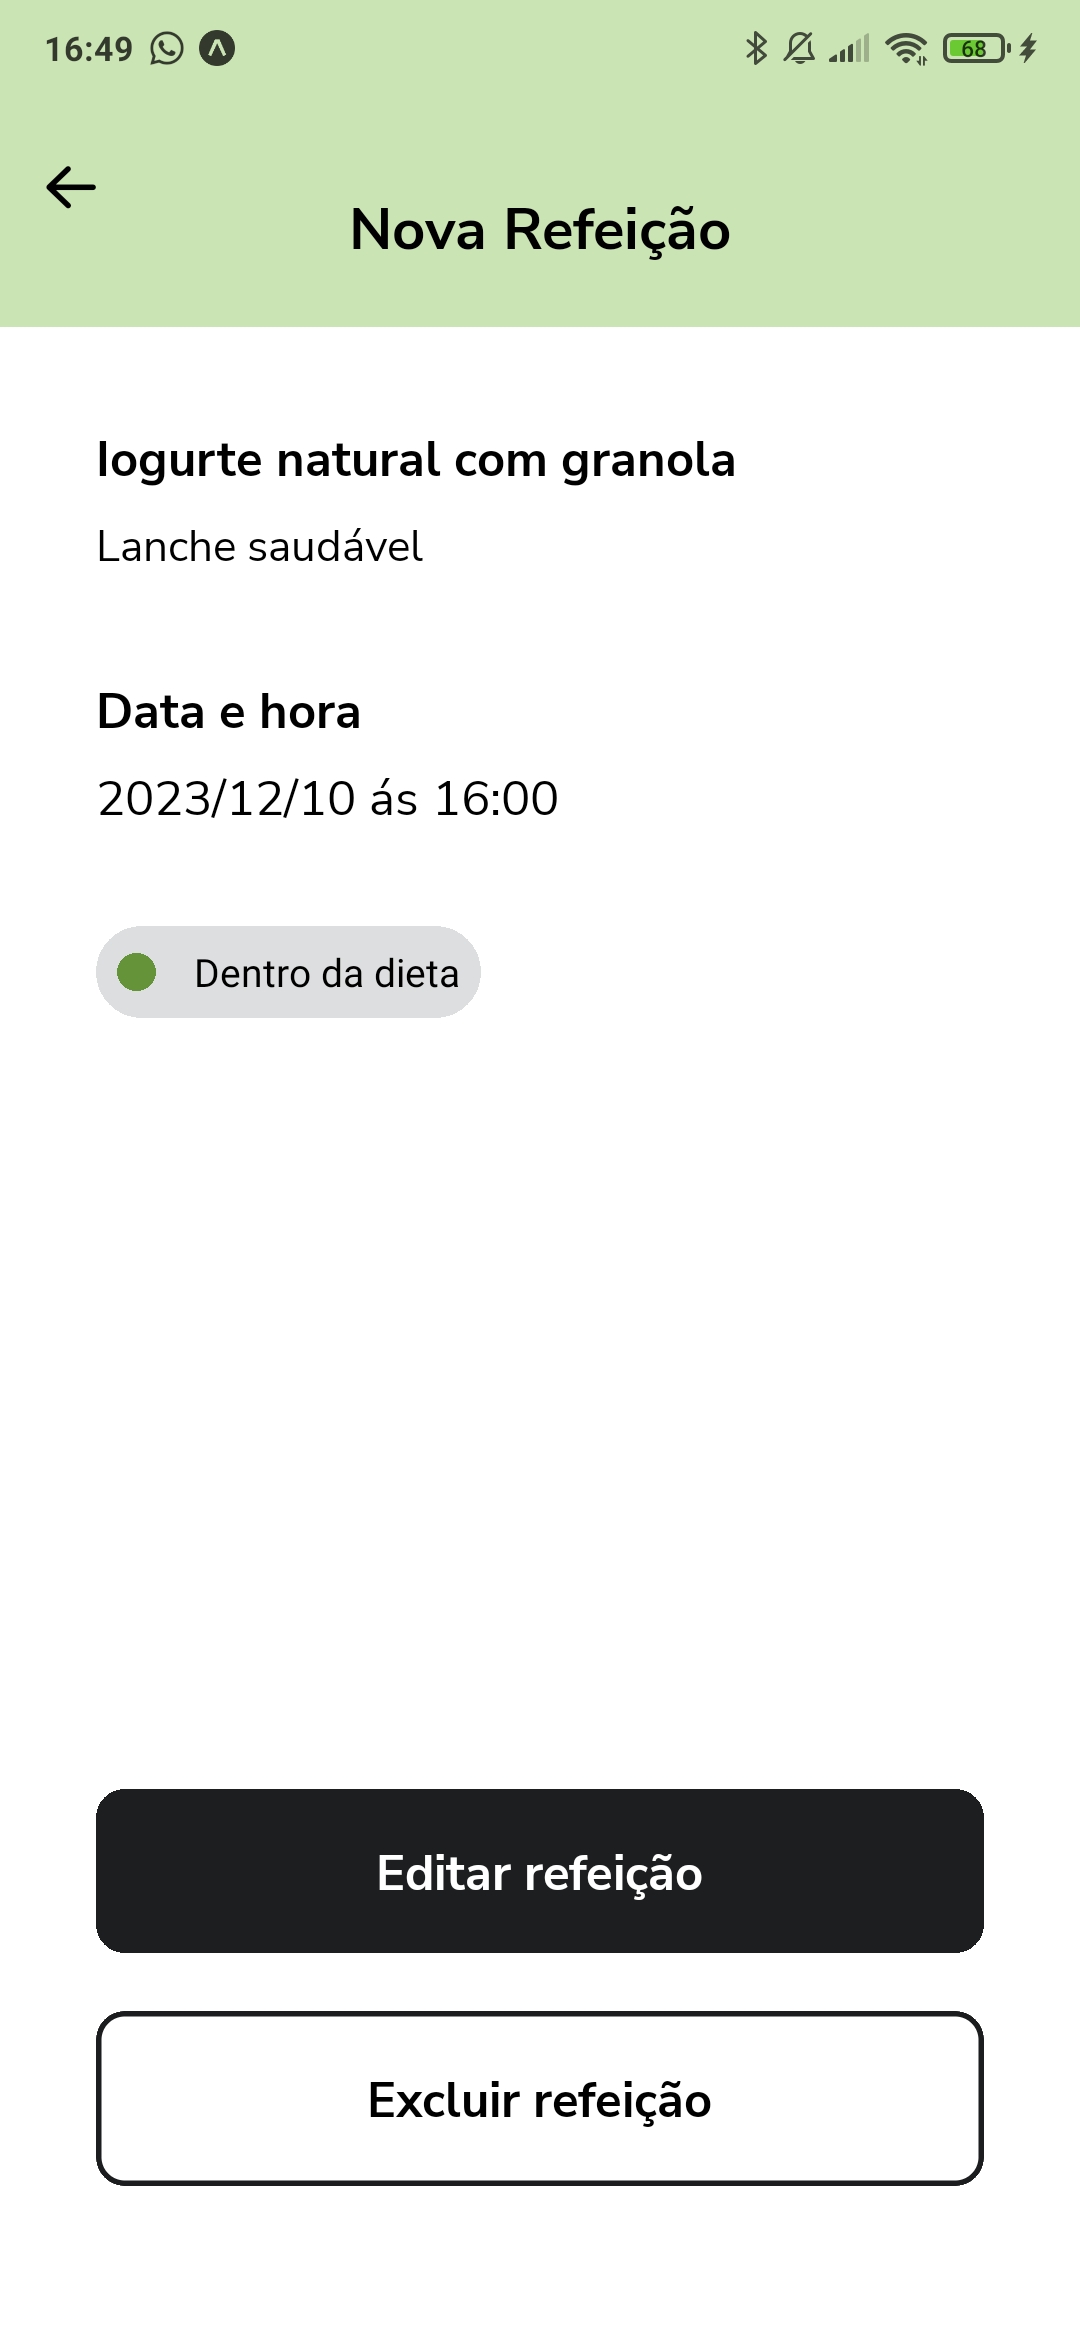 16:49
68
Nova Refeição
Iogurte natural com granola
Lanche saudável
Data e hora
2023/12/10 ás 16:00
Dentro da dieta
Editar refeição
Excluir refeição